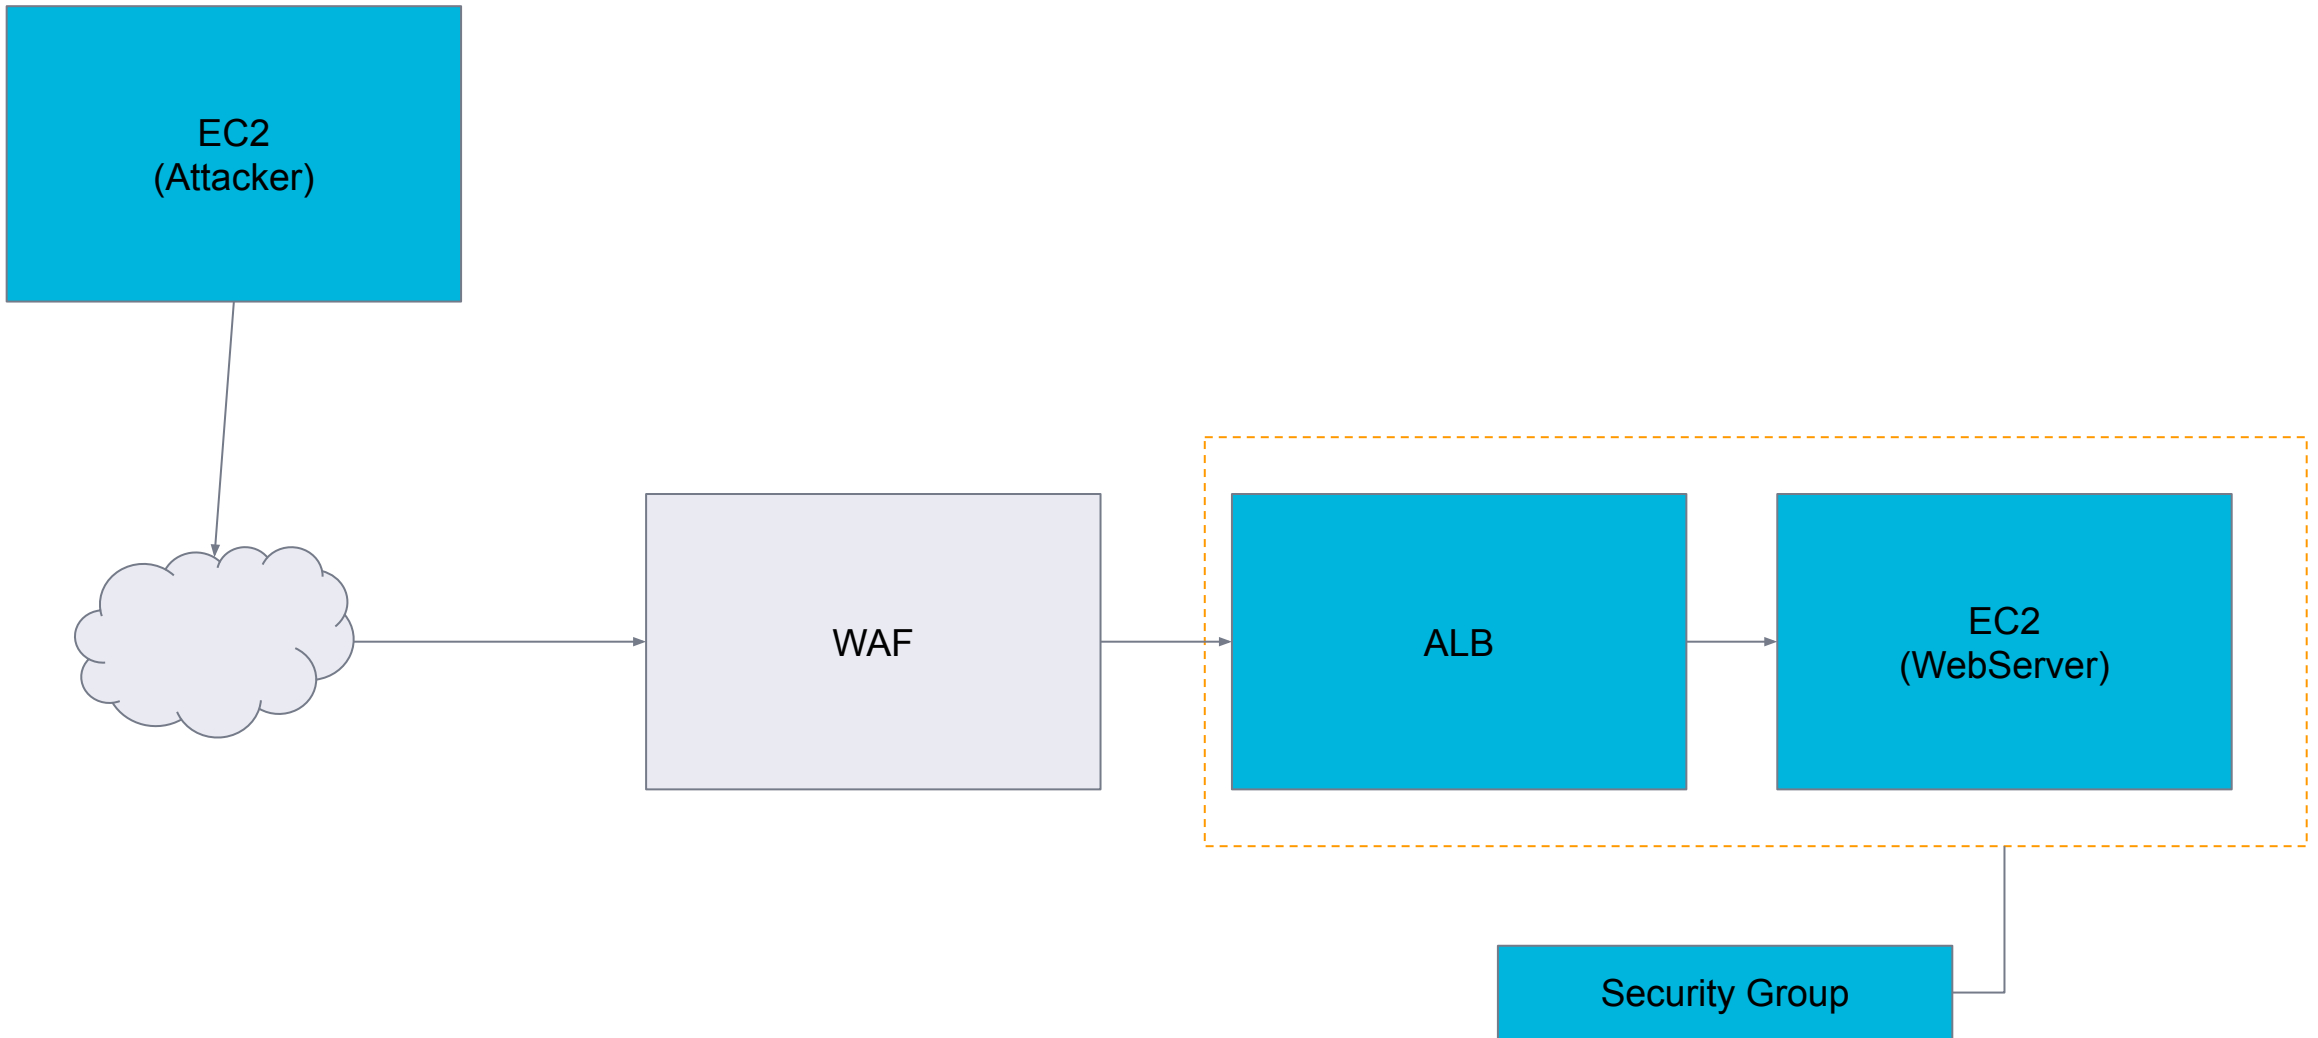 EC2
(Attacker)
WAF
ALB
EC2
(WebServer)
Security Group